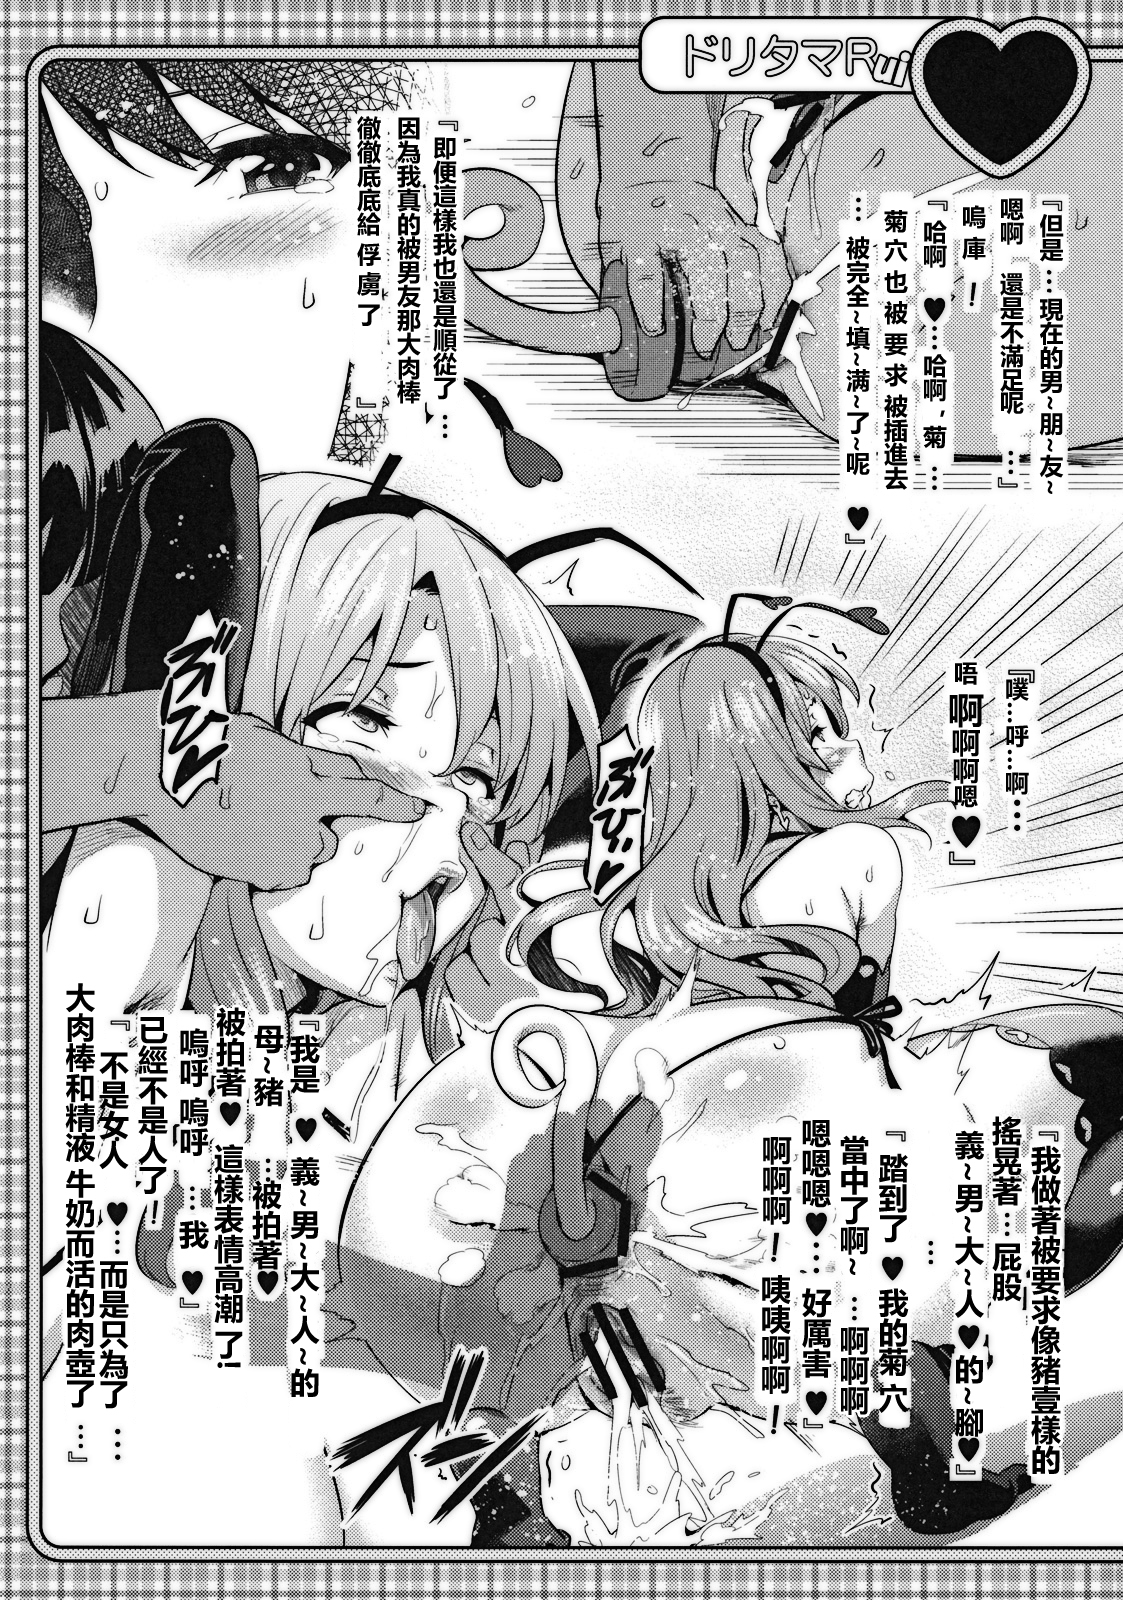 ドリタマRui
『但是…現在的男~朋~友~
嗯啊 還是不滿足呢 …』
嗚庫！
『哈啊 ♥…哈啊,菊 …
菊穴也被要求被插進去
… 被完全~填~满~了~呢 ♥』
『即便這樣我也還是順從了 …
因為我真的被男友那大肉棒
徹徹底底給 俘虜了 』
『噗…呼…啊…
唔 啊啊啊嗯♥』
ぶひぃ♥
ぶひぃ♥
『我做著被要求像豬壹樣的
搖晃著…屁股
義~男~大~人♥的~腳♥』
…
『 踏到了 ♥我的菊穴
當中了啊~ …啊啊啊
嗯嗯嗯♥… 好厲害♥』
啊啊啊！ 咦咦啊啊！
『我是 ♥ 義~男~大~人~的
母~豬 …被拍著♥
被拍著♥ 這樣表情高潮了!
嗚呼 嗚呼 …我 ♥』
已經不是人了!
『 不是女人 ♥…而是只為了 …
大肉棒和精液 牛奶而活的肉壺了 …』